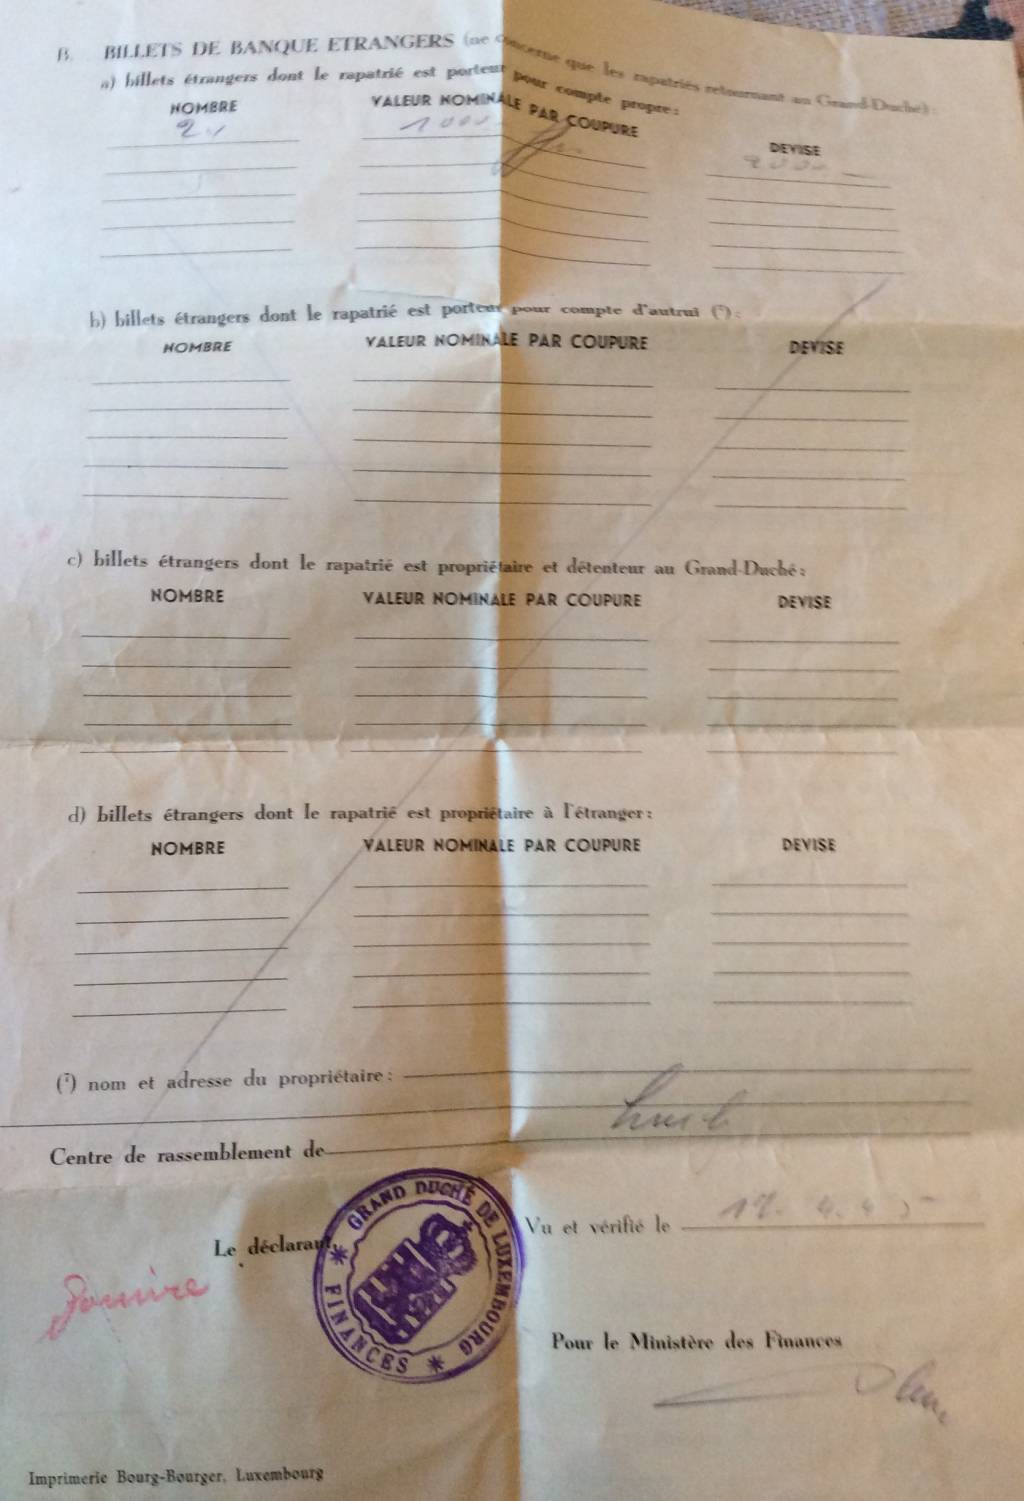 B. BILLETS DE BANQUE ETRANGERS (ne concerne que les rapatriés retournant au Grand-Duché) :
a) billets étrangers dont le rapatrié est porteur pour compte propre :
NOMBRE VALEUR NOMINALE PAR COUPURE DEVISE
1000
b) billets étrangers dont le rapatrié est porteur pour compte d'autrui (²) :
NOMBRE VALEUR NOMINALE PAR COUPURE DEVISE
c) billets étrangers dont le rapatrié est propriétaire et détenteur au Grand-Duché :
NOMBRE VALEUR NOMINALE PAR COUPURE DEVISE
d) billets étrangers dont le rapatrié est propriétaire à l'étranger :
NOMBRE VALEUR NOMINALE PAR COUPURE DEVISE
(²) nom et adresse du propriétaire :
Centre de rassemblement de
GRAND DUCHÉ DE LUXEMBOURG
* FINANCES *
Vu et vérifié le
Le déclarant,
Pour le Ministère des Finances
Imprimerie Bourg-Bourger, Luxembourg